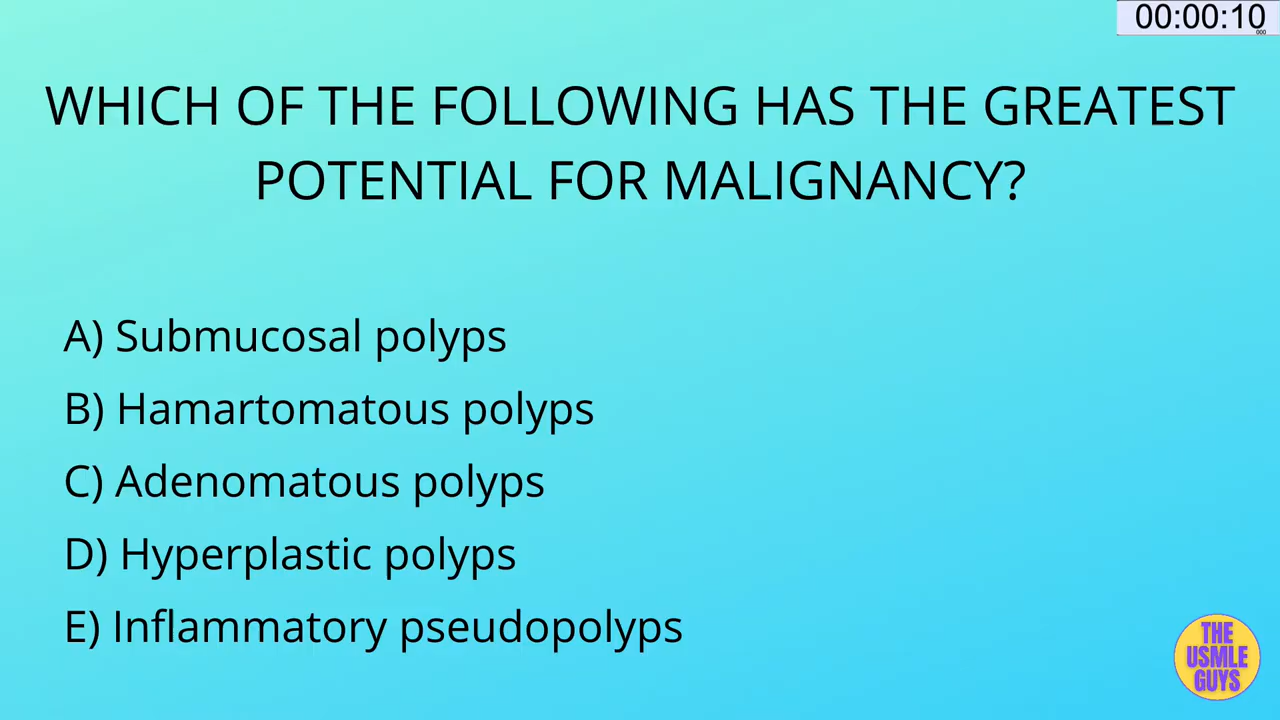 00:00:10
000
WHICH OF THE FOLLOWING HAS THE GREATEST
POTENTIAL FOR MALIGNANCY?
A) Submucosal polyps
B) Hamartomatous polyps
C) Adenomatous polyps
D) Hyperplastic polyps
E) Inflammatory pseudopolyps
THE
USMLE
GUYS